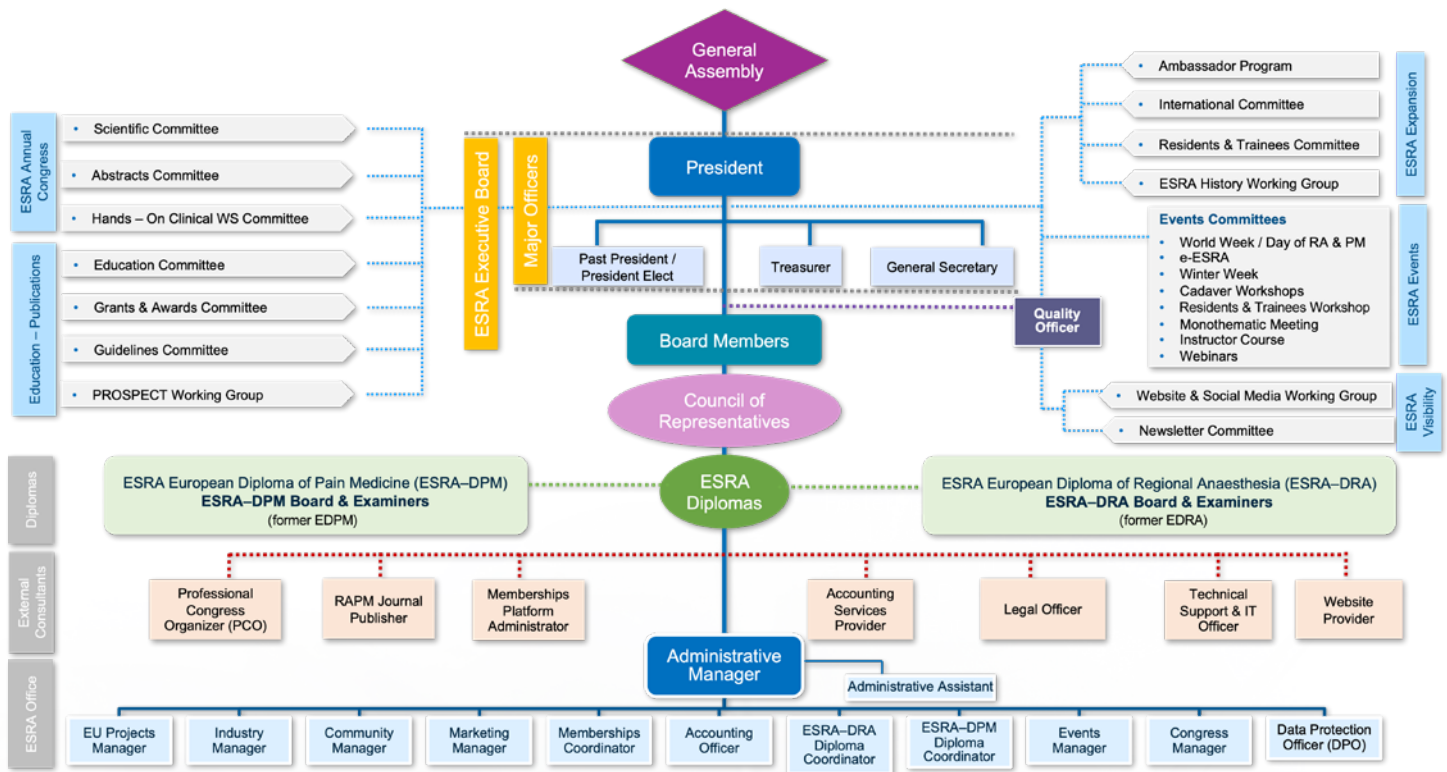 General
Assembly
ESRA Annual
Congress
• Scientific Committee
• Abstracts Committee
• Hands – On Clinical WS Committee
Education – Publications
• Education Committee
• Grants & Awards Committee
• Guidelines Committee
• PROSPECT Working Group
ESRA Executive Board
Major Officers
President
Past President /
President Elect
Treasurer
General Secretary
Quality
Officer
Board Members
Council of
Representatives
• Ambassador Program
• International Committee
• Residents & Trainees Committee
• ESRA History Working Group
ESRA Expansion
Events Committees
• World Week / Day of RA & PM
• e-ESRA
• Winter Week
• Cadaver Workshops
• Residents & Trainees Workshop
• Monothematic Meeting
• Instructor Course
• Webinars
ESRA Events
• Website & Social Media Working Group
• Newsletter Committee
ESRA
Visibility
Diplomas
ESRA European Diploma of Pain Medicine (ESRA–DPM)
ESRA–DPM Board & Examiners
(former EDPM)
ESRA
Diplomas
ESRA European Diploma of Regional Anaesthesia (ESRA–DRA)
ESRA–DRA Board & Examiners
(former EDRA)
External
Consultants
Professional
Congress
Organizer (PCO)
RAPM Journal
Publisher
Memberships
Platform
Administrator
Accounting
Services
Provider
Legal Officer
Technical
Support & IT
Officer
Website
Provider
ESRA Office
Administrative
Manager
Administrative Assistant
EU Projects
Manager
Industry
Manager
Community
Manager
Marketing
Manager
Memberships
Coordinator
Accounting
Officer
ESRA–DRA
Diploma
Coordinator
ESRA–DPM
Diploma
Coordinator
Events
Manager
Congress
Manager
Data Protection
Officer (DPO)